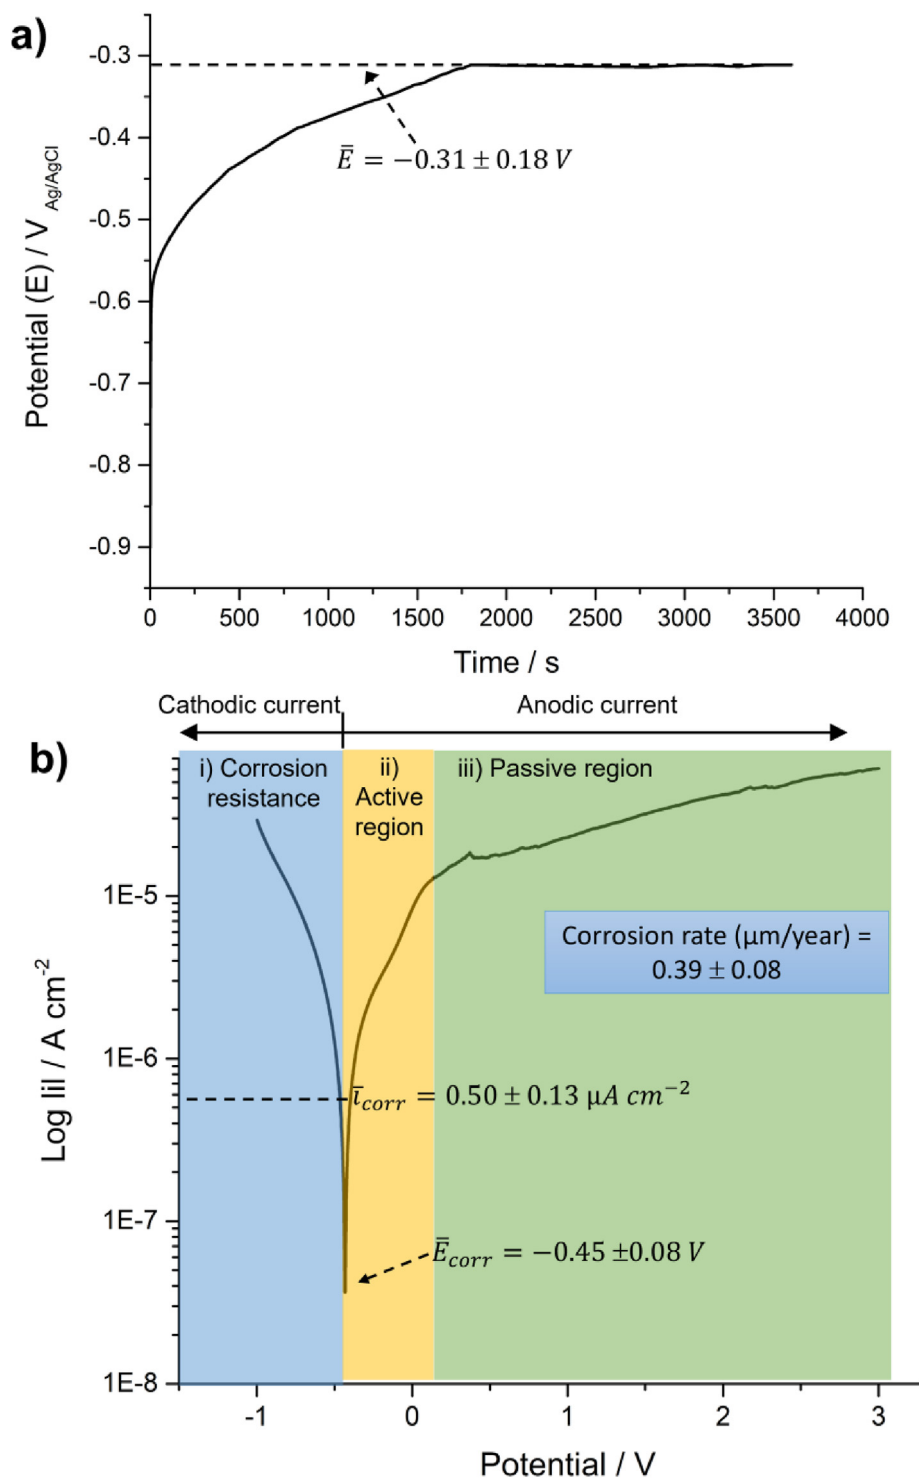 a)
-0.3
-0.4
-0.5
-0.6
-0.7
-0.8
-0.9
Potential (E) / V Ag/AgCl
Ē = −0.31 ± 0.18 V
0 500 1000 1500 2000 2500 3000 3500 4000
Time / s
Cathodic current Anodic current
b)
i) Corrosion
resistance
ii)
Active
region
iii) Passive region
1E-5
1E-6
1E-7
1E-8
Log IiI / A cm-2
Corrosion rate (µm/year) =
0.39 ± 0.08
ῑcorr = 0.50 ± 0.13 µA cm−2
Ēcorr = −0.45 ±0.08 V
-1 0 1 2 3
Potential / V